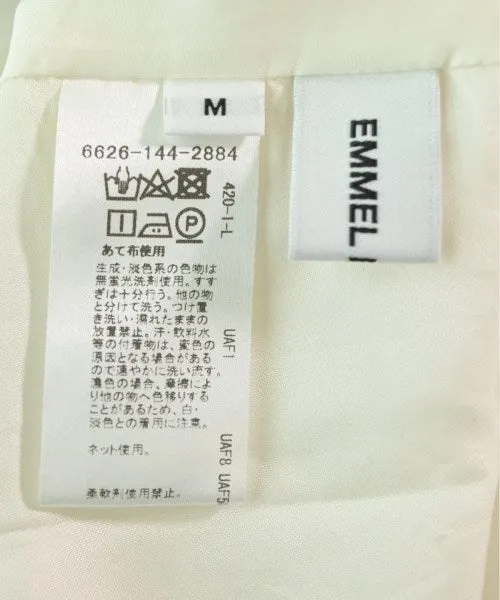 M
6626-144-2884
あて布使用
生成・淡色系の色物は
無蛍光洗剤使用。すす
ぎは十分行う。他の物
と分けて洗う。つけ置
き洗い・濡れたままの
放置禁止。汗・飲料水
等の付着物は、変色の
原因となる場合がある
ので速やかに洗い流す。
濃色の場合、摩擦によ
り他の物へ色移りする
ことがあるため、白・
淡色との着用に注意。
ネット使用。
柔軟剤使用禁止。
420-1-L
UAF1
UAF8 UAF5
EMMEL